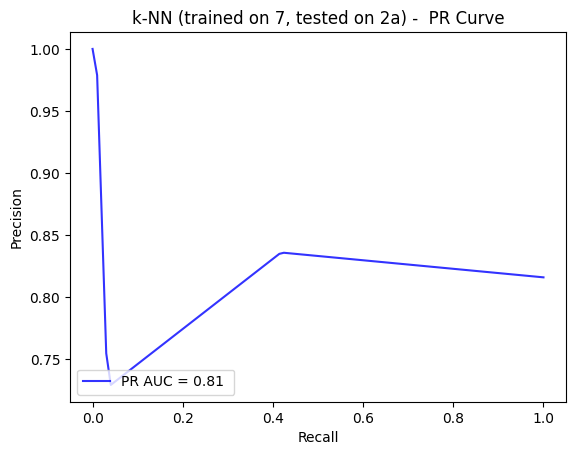 k-NN (trained on 7, tested on 2a) -  PR Curve
1.00
0.95
0.90
0.85
0.80
0.75
Precision
PR AUC = 0.81
0.0 0.2 0.4 0.6 0.8 1.0
Recall